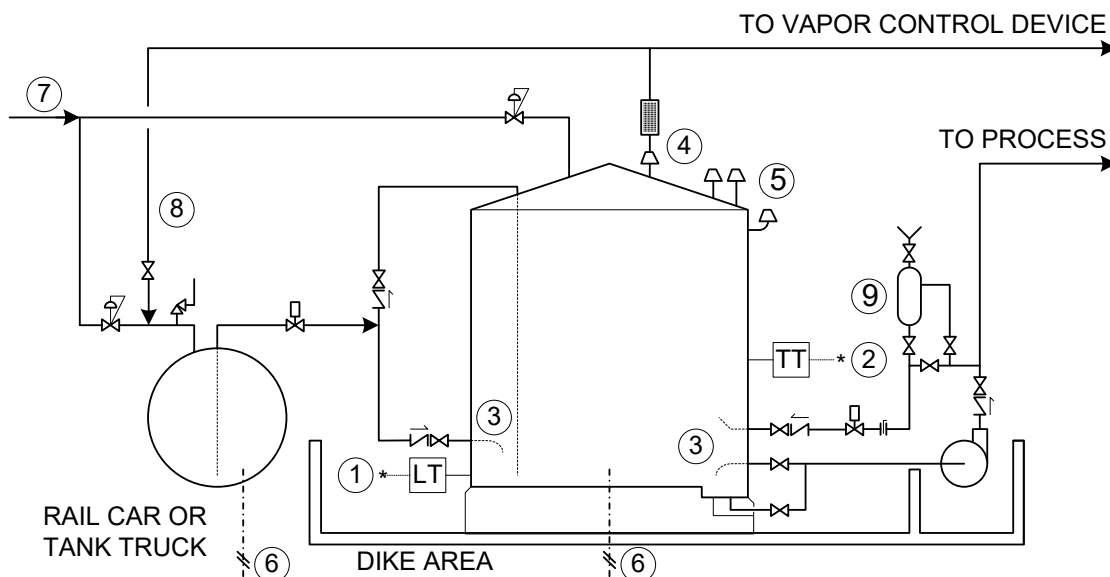 TO VAPOR CONTROL DEVICE
7
4
TO PROCESS
5
8
9
TT * 2
3
3
1 * LT
RAIL CAR OR
TANK TRUCK
6
DIKE AREA
6